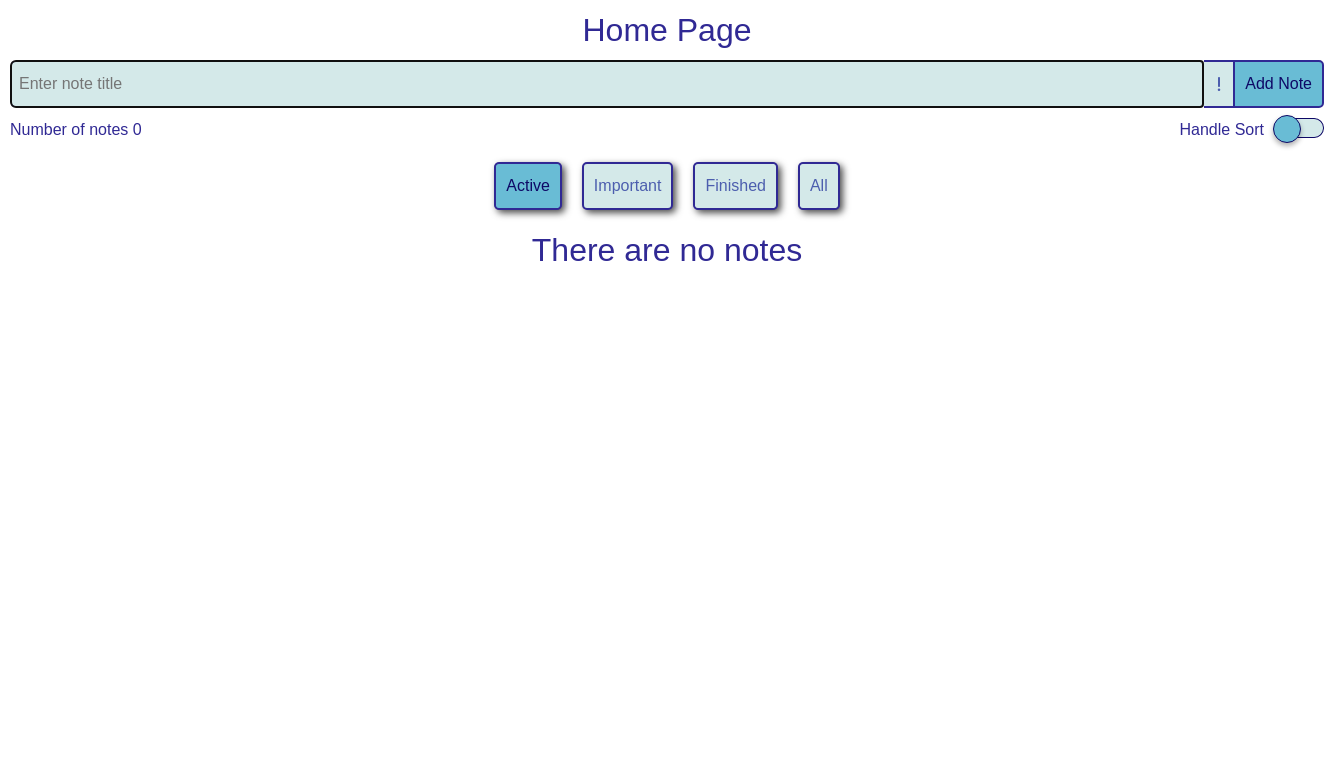 Home Page
Enter note title
!
Add Note
Number of notes 0
Handle Sort
Active
Important
Finished
All
There are no notes